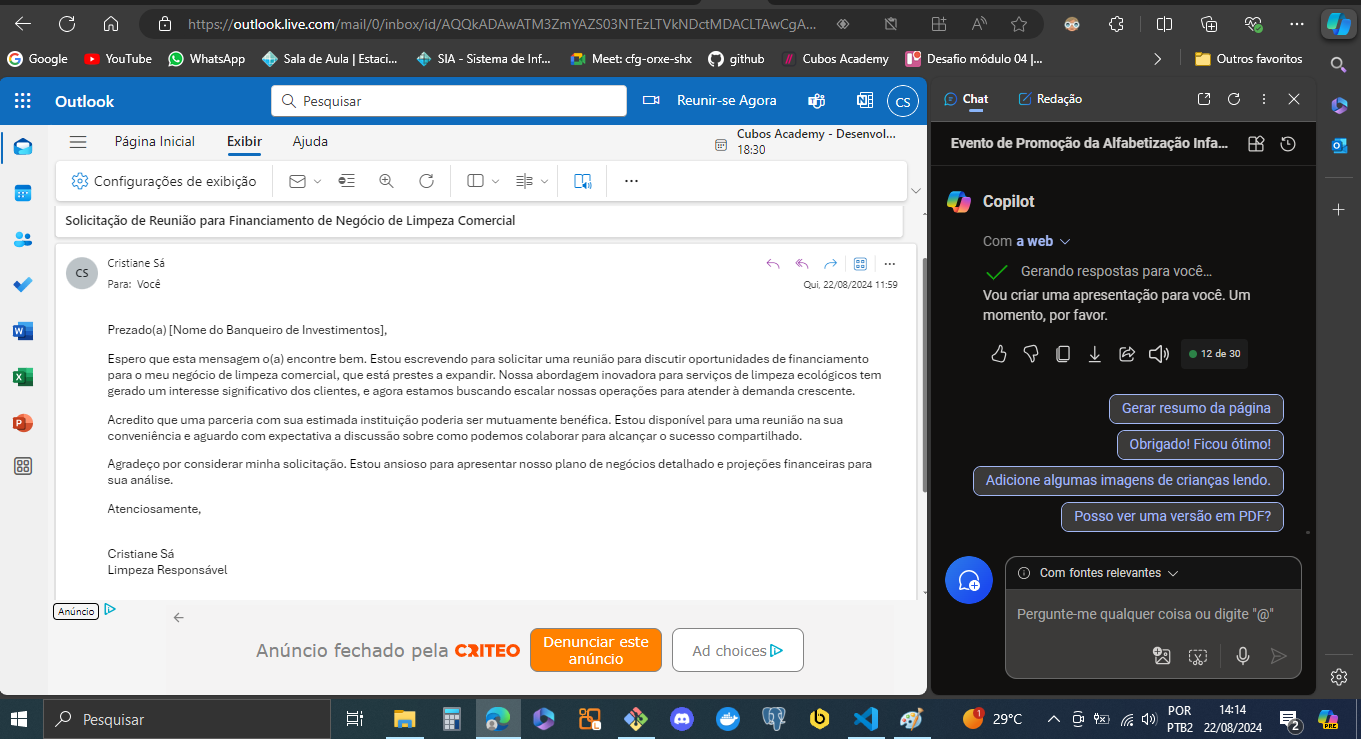 https://outlook.live.com/mail/0/inbox/id/AQQkADAwATM3ZmYAZS03NTEzLTVkNDctMDACLTAwCgA...
Google
YouTube
WhatsApp
Sala de Aula | Estaci...
SIA - Sistema de Inf...
Meet: cfg-orxe-shx
github
Cubos Academy
Desafio módulo 04 |...
Outros favoritos
Outlook
Pesquisar
Reunir-se Agora
CS
Página Inicial
Exibir
Ajuda
Cubos Academy - Desenvol...
18:30
Configurações de exibição
Solicitação de Reunião para Financiamento de Negócio de Limpeza Comercial
CS
Cristiane Sá
Para: Você
Qui, 22/08/2024 11:59
Prezado(a) [Nome do Banqueiro de Investimentos],
Espero que esta mensagem o(a) encontre bem. Estou escrevendo para solicitar uma reunião para discutir oportunidades de financiamento
para o meu negócio de limpeza comercial, que está prestes a expandir. Nossa abordagem inovadora para serviços de limpeza ecológicos tem
gerado um interesse significativo dos clientes, e agora estamos buscando escalar nossas operações para atender à demanda crescente.
Acredito que uma parceria com sua estimada instituição poderia ser mutuamente benéfica. Estou disponível para uma reunião na sua
conveniência e aguardo com expectativa a discussão sobre como podemos colaborar para alcançar o sucesso compartilhado.
Agradeço por considerar minha solicitação. Estou ansioso para apresentar nosso plano de negócios detalhado e projeções financeiras para
sua análise.
Atenciosamente,
Cristiane Sá
Limpeza Responsável
Anúncio
Anúncio fechado pela CRITEO
Denunciar este
anúncio
Ad choices
Chat
Redação
Evento de Promoção da Alfabetização Infa...
Copilot
Com a web
Gerando respostas para você...
Vou criar uma apresentação para você. Um
momento, por favor.
12 de 30
Gerar resumo da página
Obrigado! Ficou ótimo!
Adicione algumas imagens de crianças lendo.
Posso ver uma versão em PDF?
Com fontes relevantes
Pergunte-me qualquer coisa ou digite "@"
Pesquisar
1
29°C
POR
PTB2
14:14
22/08/2024
2
PRE